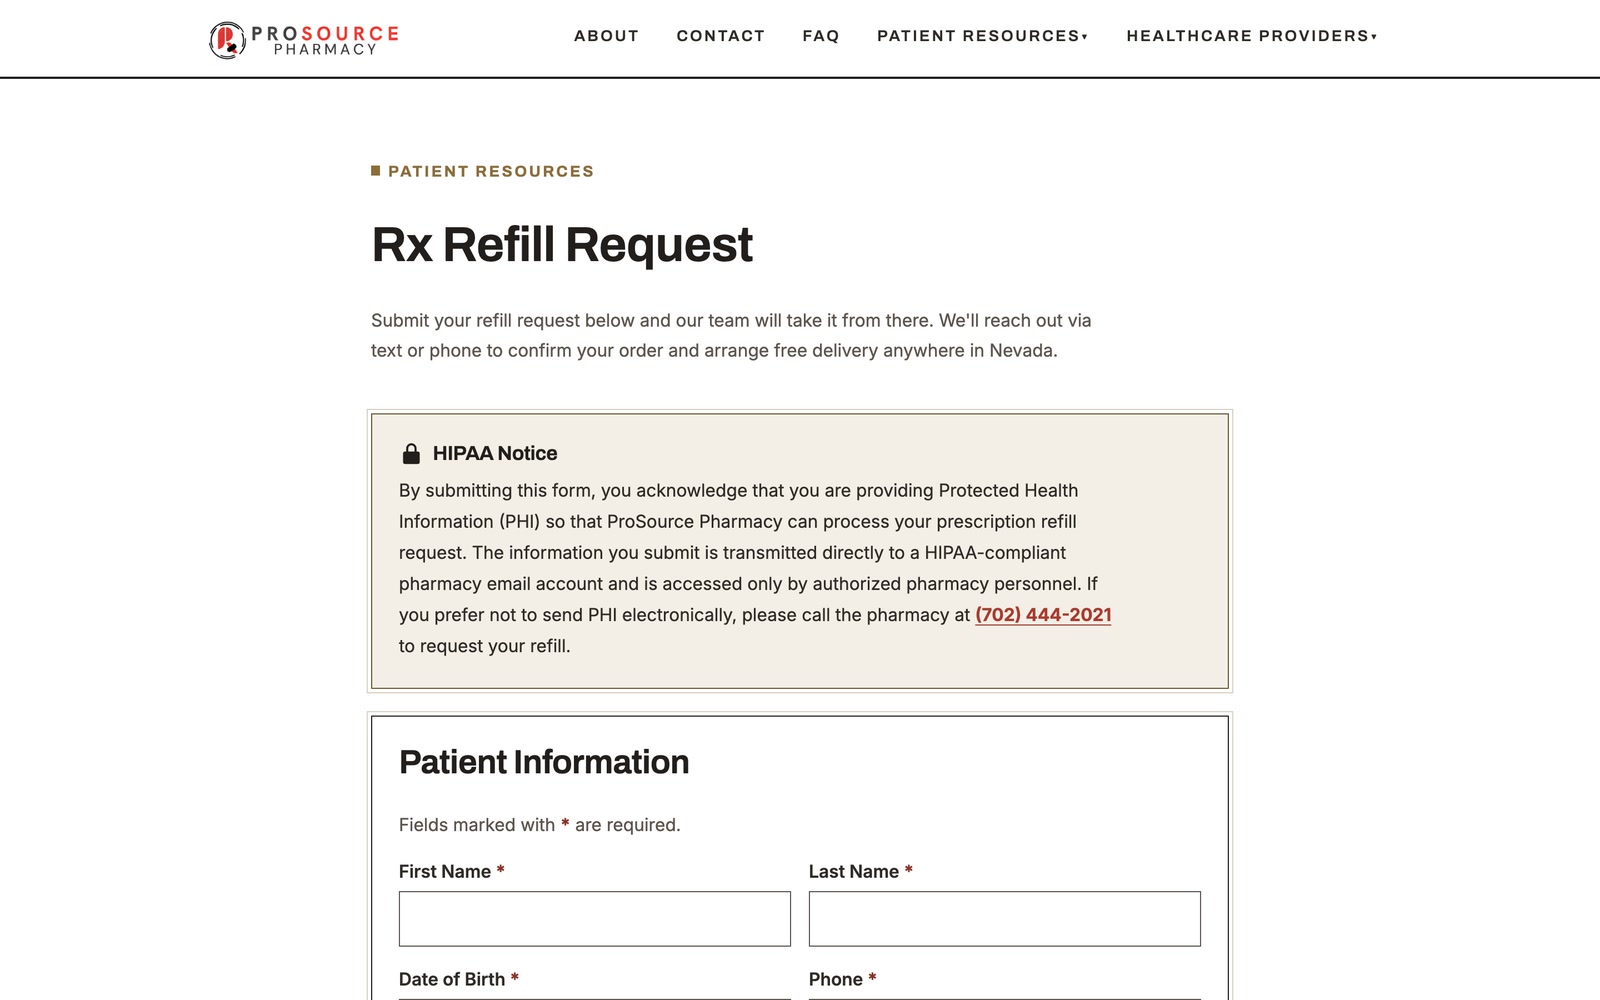 PROSOURCE
PHARMACY
ABOUT
CONTACT
FAQ
PATIENT RESOURCES▾
HEALTHCARE PROVIDERS▾
PATIENT RESOURCES
Rx Refill Request
Submit your refill request below and our team will take it from there. We'll reach out via
text or phone to confirm your order and arrange free delivery anywhere in Nevada.
HIPAA Notice
By submitting this form, you acknowledge that you are providing Protected Health
Information (PHI) so that ProSource Pharmacy can process your prescription refill
request. The information you submit is transmitted directly to a HIPAA-compliant
pharmacy email account and is accessed only by authorized pharmacy personnel. If
you prefer not to send PHI electronically, please call the pharmacy at (702) 444-2021
to request your refill.
Patient Information
Fields marked with * are required.
First Name *
Last Name *
Date of Birth *
Phone *